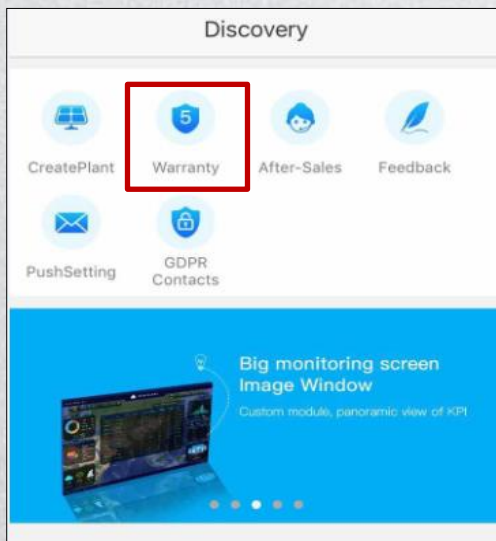 Discovery
5
CreatePlant
Warranty
After-Sales
Feedback
PushSetting
GDPR
Contacts
Big monitoring screen
Image Window
Custom module, panoramic view of KPI